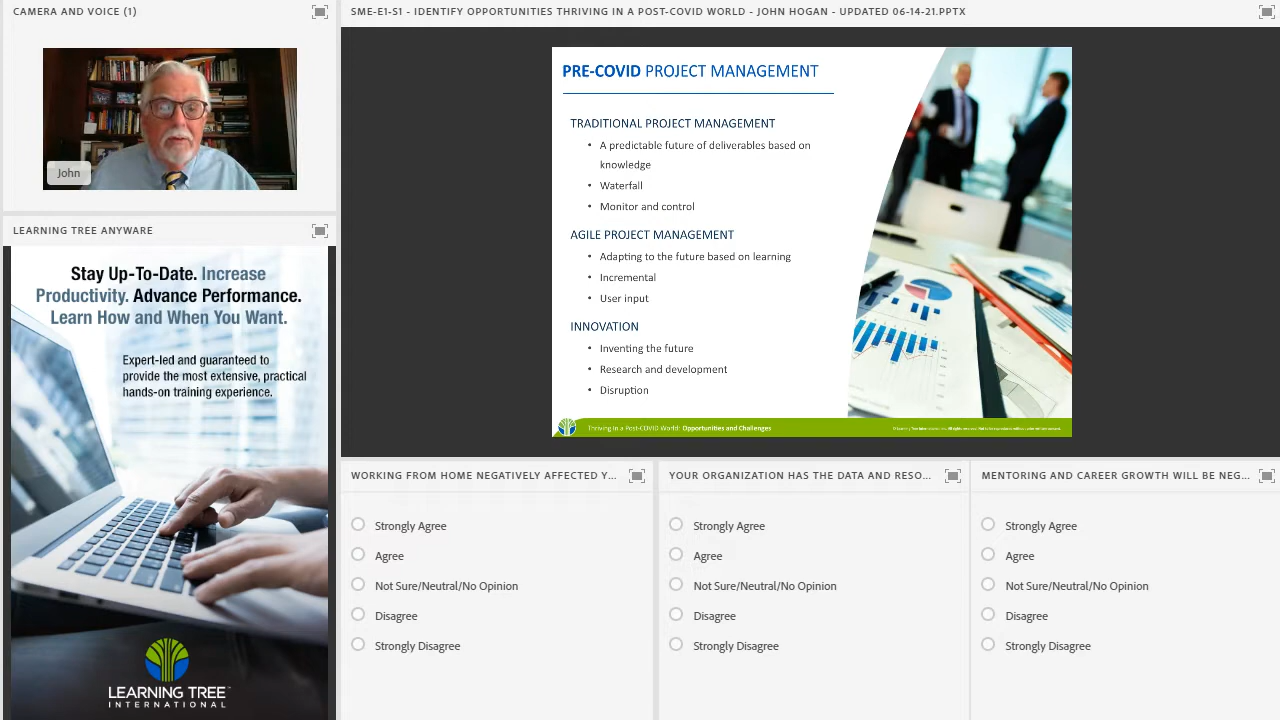 CAMERA AND VOICE (1)
John
LEARNING TREE ANYWARE
Stay Up-To-Date. Increase
Productivity. Advance Performance.
Learn How and When You Want.
Expert-led and guaranteed to
provide the most extensive, practical
hands-on training experience.
LEARNING TREE™
INTERNATIONAL
SME-E1-S1 - IDENTIFY OPPORTUNITIES THRIVING IN A POST-COVID WORLD - JOHN HOGAN - UPDATED 06-14-21.PPTX
PRE-COVID PROJECT MANAGEMENT
TRADITIONAL PROJECT MANAGEMENT
• A predictable future of deliverables based on
knowledge
• Waterfall
• Monitor and control
AGILE PROJECT MANAGEMENT
• Adapting to the future based on learning
• Incremental
• User input
INNOVATION
• Inventing the future
• Research and development
• Disruption
Thriving In a Post-COVID World: Opportunities and Challenges
WORKING FROM HOME NEGATIVELY AFFECTED Y...
Strongly Agree
Agree
Not Sure/Neutral/No Opinion
Disagree
Strongly Disagree
YOUR ORGANIZATION HAS THE DATA AND RESO...
Strongly Agree
Agree
Not Sure/Neutral/No Opinion
Disagree
Strongly Disagree
MENTORING AND CAREER GROWTH WILL BE NEG...
Strongly Agree
Agree
Not Sure/Neutral/No Opinion
Disagree
Strongly Disagree